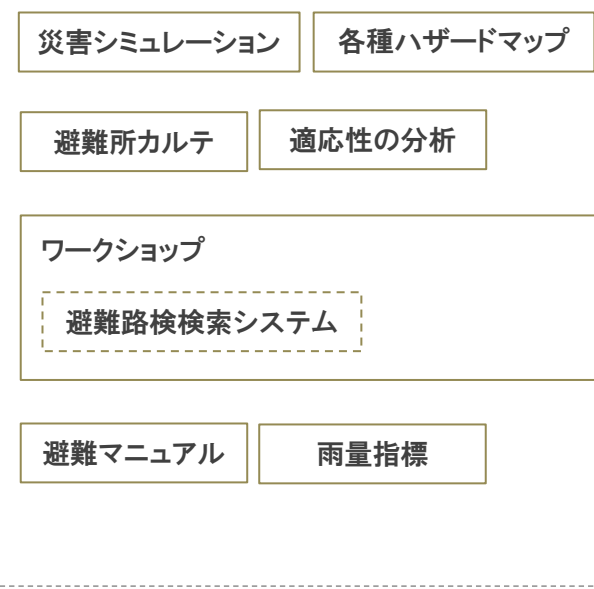 災害シミュレーション
各種ハザードマップ
避難所カルテ
適応性の分析
ワークショップ
避難路検検索システム
避難マニュアル
雨量指標